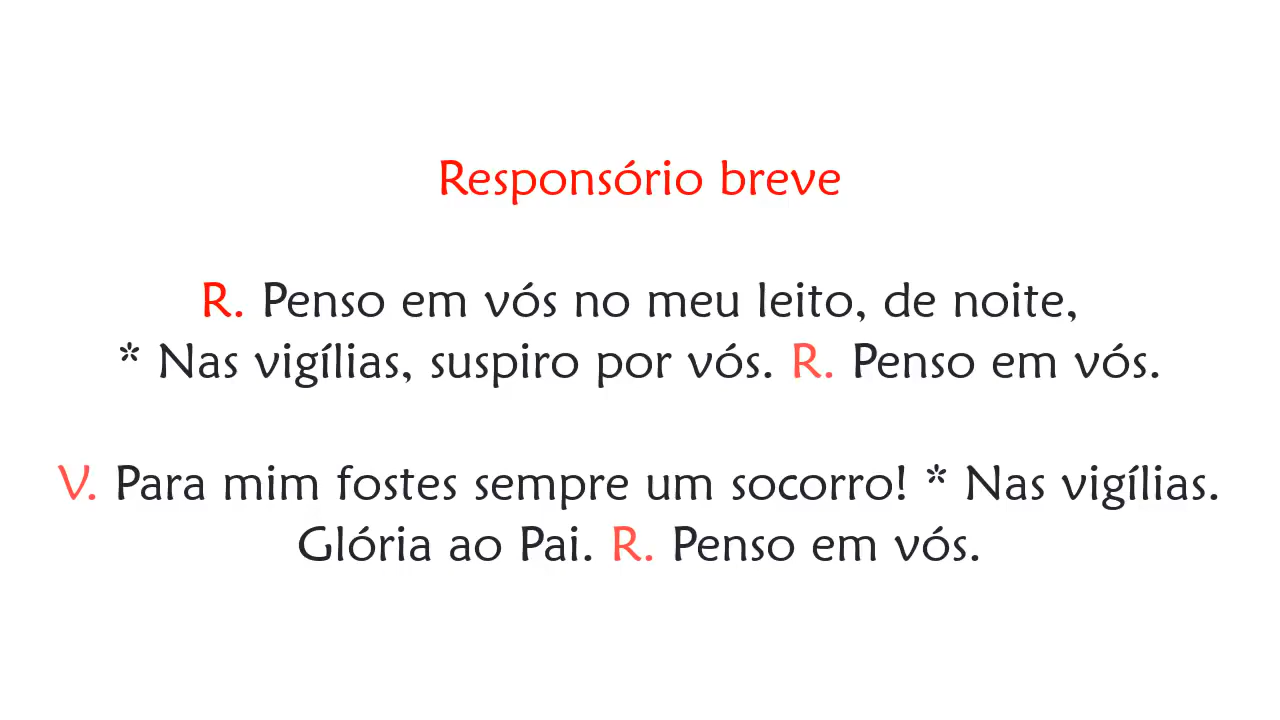 Responsório breve
R. Penso em vós no meu leito, de noite,
* Nas vigílias, suspiro por vós. R. Penso em vós.
V. Para mim fostes sempre um socorro! * Nas vigílias.
Glória ao Pai. R. Penso em vós.